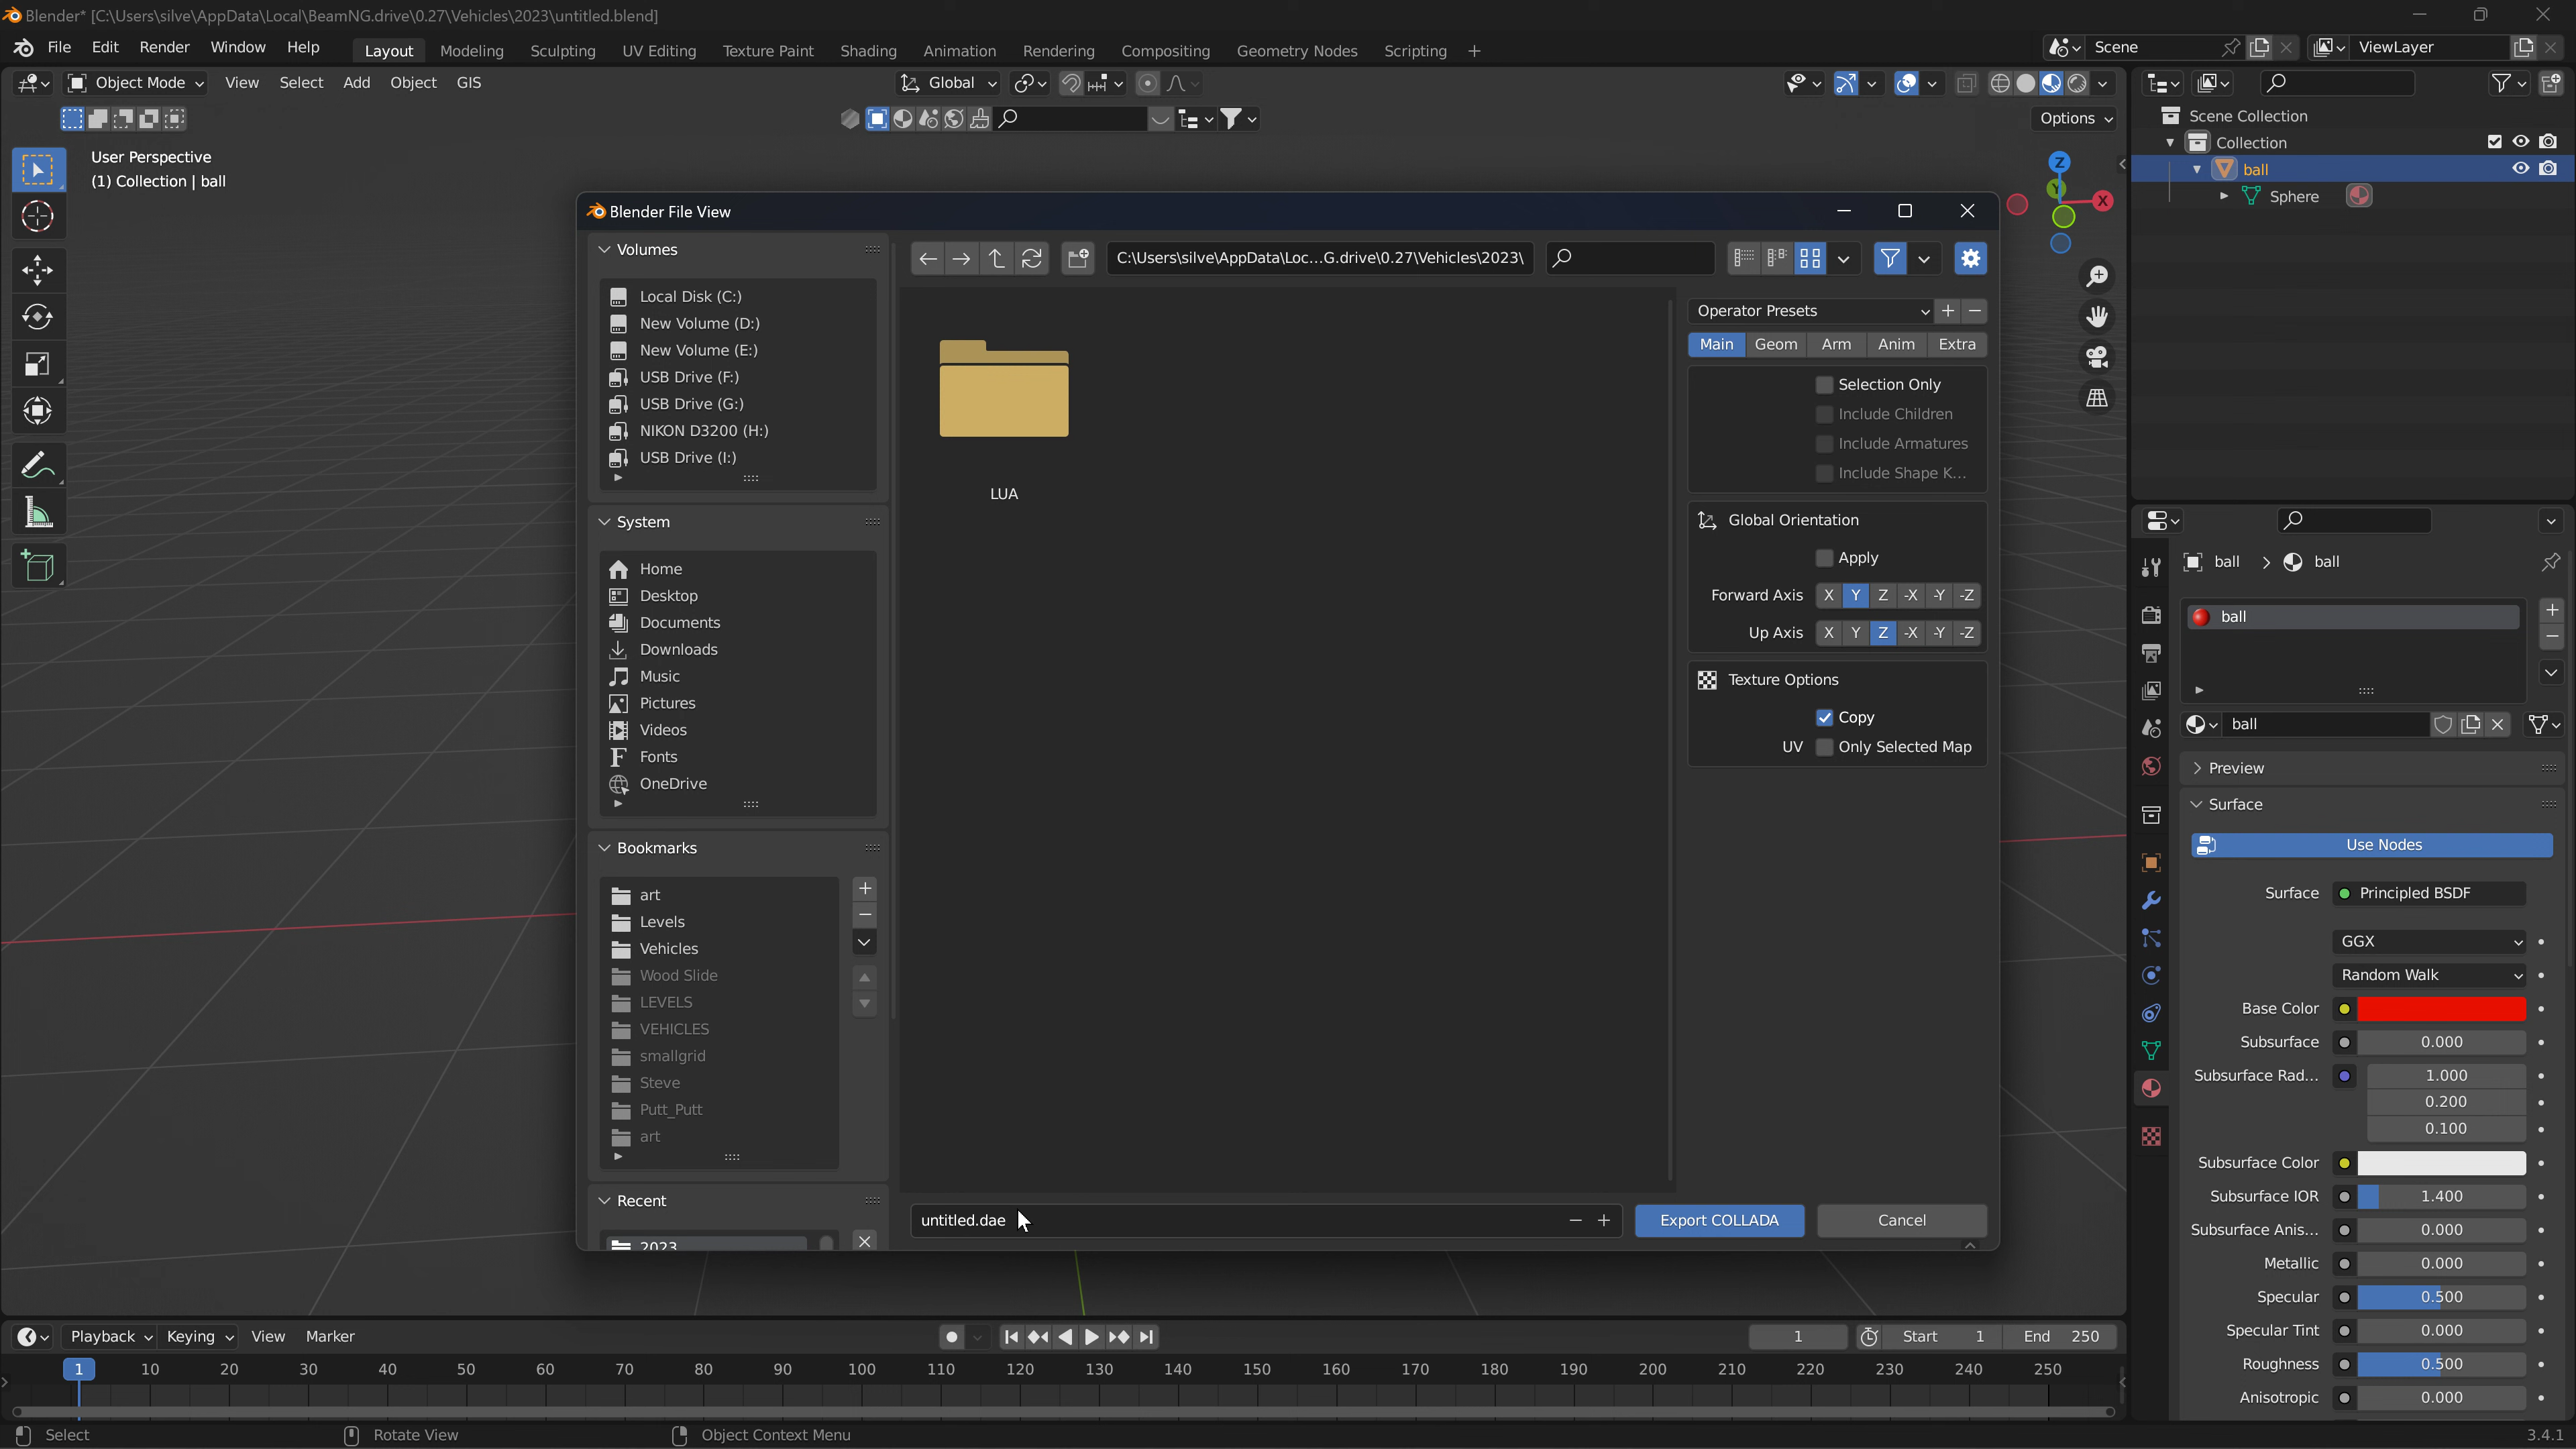 Blender* [C:\Users\silve\AppData\Local\BeamNG.drive\0.27\Vehicles\2023\untitled.blend]
File Edit Render Window Help Layout Modeling Sculpting UV Editing Texture Paint Shading Animation Rendering Compositing Geometry Nodes Scripting + Scene ViewLayer
Object Mode View Select Add Object GIS Global
Options
User Perspective
(1) Collection | ball
Z
Y
X
Scene Collection
Collection
ball
Sphere
Blender File View
Volumes
C:\Users\silve\AppData\Loc...G.drive\0.27\Vehicles\2023\
Local Disk (C:)
New Volume (D:)
New Volume (E:)
USB Drive (F:)
USB Drive (G:)
NIKON D3200 (H:)
USB Drive (I:)
System
Home
Desktop
Documents
Downloads
Music
Pictures
Videos
Fonts
OneDrive
Bookmarks
art
Levels
Vehicles
Wood Slide
LEVELS
VEHICLES
smallgrid
Steve
Putt_Putt
art
Recent
2023
LUA
untitled.dae
Export COLLADA
Cancel
Operator Presets
Main Geom Arm Anim Extra
Selection Only
Include Children
Include Armatures
Include Shape K...
Global Orientation
Apply
Forward Axis X Y Z -X -Y -Z
Up Axis X Y Z -X -Y -Z
Texture Options
Copy
UV Only Selected Map
ball > ball
ball
ball
Preview
Surface
Use Nodes
Surface Principled BSDF
GGX
Random Walk
Base Color
Subsurface 0.000
Subsurface Rad... 1.000
0.200
0.100
Subsurface Color
Subsurface IOR 1.400
Subsurface Anis... 0.000
Metallic 0.000
Specular 0.500
Specular Tint 0.000
Roughness 0.500
Anisotropic 0.000
Playback Keying View Marker 1 Start 1 End 250
1 10 20 30 40 50 60 70 80 90 100 110 120 130 140 150 160 170 180 190 200 210 220 230 240 250
Select Rotate View Object Context Menu 3.4.1